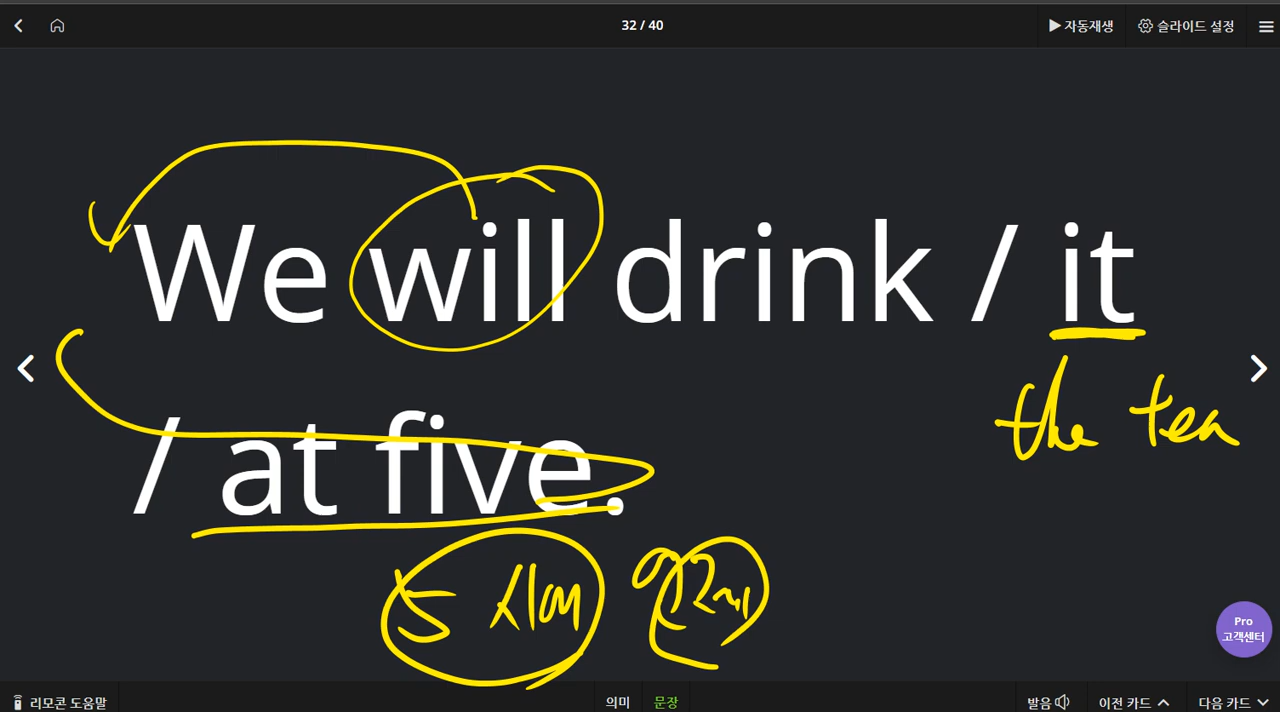 32 / 40
자동재생
슬라이드 설정
We will drink / it
the tea
/ at five.
5 시에
Pro
고객센터
리모콘 도움말
의미
문장
발음
이전 카드
다음 카드